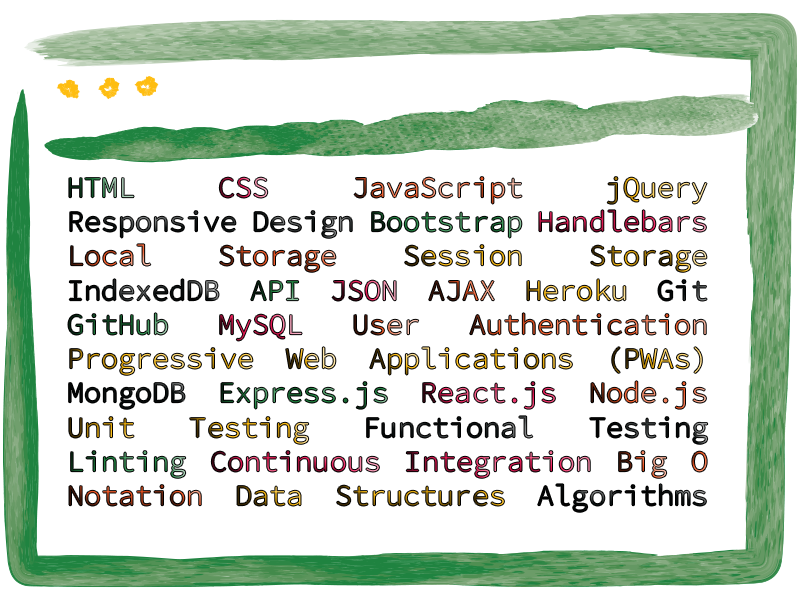 HTML CSS JavaScript jQuery
Responsive Design Bootstrap Handlebars
Local Storage Session Storage
IndexedDB API JSON AJAX Heroku Git
GitHub MySQL User Authentication
Progressive Web Applications (PWAs)
MongoDB Express.js React.js Node.js
Unit Testing Functional Testing
Linting Continuous Integration Big O
Notation Data Structures Algorithms